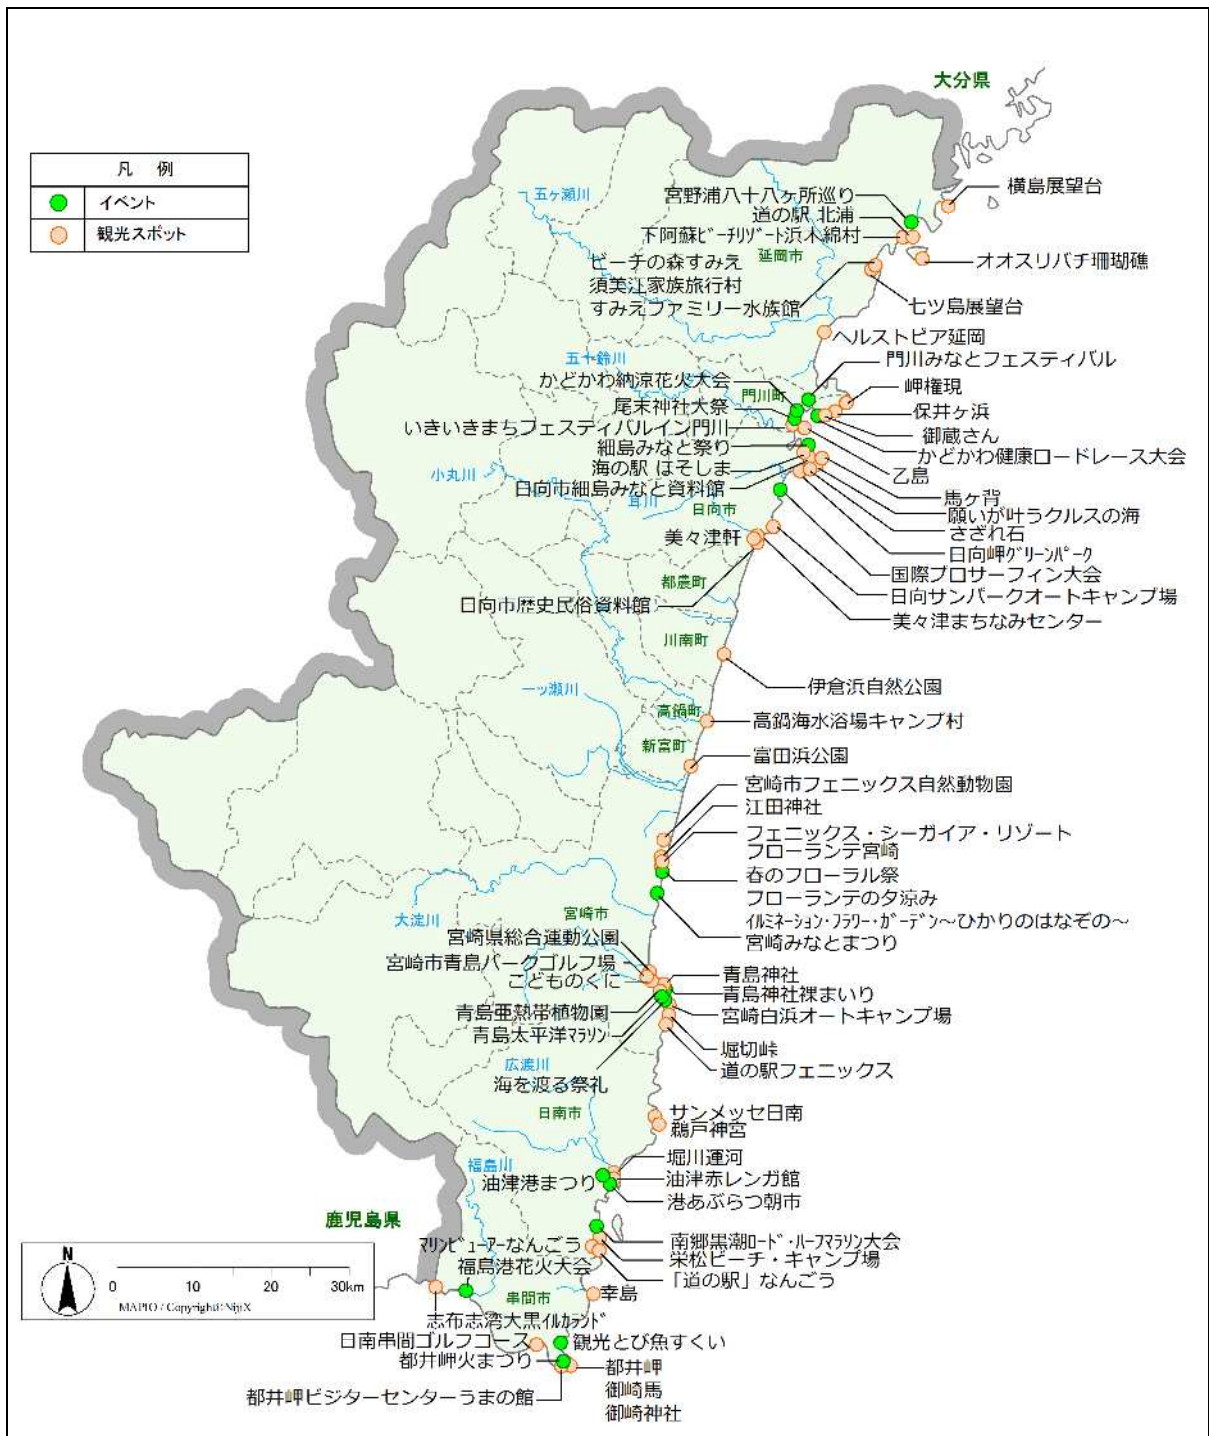 大分県
凡 例
イベント
観光スポット
五ヶ瀬川
宮野浦八十八ヶ所巡り
横島展望台
道の駅 北浦
下阿蘇ﾋﾞｰﾁﾘｿﾞｰﾄ浜木綿村
延岡市
ビーチの森すみえ
オオスリバチ珊瑚礁
須美江家族旅行村
すみえファミリー水族館
七ツ島展望台
ヘルストピア延岡
五十鈴川
門川みなとフェスティバル
かどかわ納涼花火大会
門川町
岬権現
尾末神社大祭
保井ヶ浜
いきいきまちフェスティバルイン門川
御蔵さん
細島みなと祭り
かどかわ健康ロードレース大会
小丸川
海の駅 ほそしま
乙島
日向市細島みなと資料館
馬ヶ背
耳川
日向市
願いが叶うクルスの海
さざれ石
美々津軒
日向岬ｸﾞﾘｰﾝﾊﾟｰｸ
国際プロサーフィン大会
都農町
日向サンパークオートキャンプ場
日向市歴史民俗資料館
美々津まちなみセンター
川南町
伊倉浜自然公園
一ッ瀬川
高鍋町
高鍋海水浴場キャンプ村
新富町
富田浜公園
宮崎市フェニックス自然動物園
江田神社
フェニックス・シーガイア・リゾート
フローランテ宮崎
春のフローラル祭
フローランテの夕涼み
ｲﾙﾐﾈｰｼｮﾝ･ﾌﾗﾜｰ･ｶﾞｰﾃﾞﾝ～ひかりのはなぞの～
大淀川
宮崎市
宮崎みなとまつり
宮崎県総合運動公園
宮崎市青島パークゴルフ場
こどものくに
青島神社
青島神社裸まいり
青島亜熱帯植物園
宮崎白浜オートキャンプ場
青島太平洋ﾏﾗｿﾝ
堀切峠
広渡川
道の駅フェニックス
海を渡る祭礼
日南市
サンメッセ日南
鵜戸神宮
福島川
堀川運河
油津港まつり
油津赤レンガ館
港あぶらつ朝市
鹿児島県
南郷黒潮ﾛｰﾄﾞ･ﾊｰﾌﾏﾗｿﾝ大会
ﾏﾘﾝﾋﾞｭｰｱｰなんごう
栄松ビーチ・キャンプ場
福島港花火大会
「道の駅」なんごう
N
0 10 20 30km
MAPIO / Copyright©NijiX
串間市
幸島
志布志湾大黒ｲﾙｶﾗﾝﾄﾞ
日南串間ゴルフコース
観光とび魚すくい
都井岬火まつり
都井岬
都井岬ビジターセンターうまの館
御崎馬
御崎神社